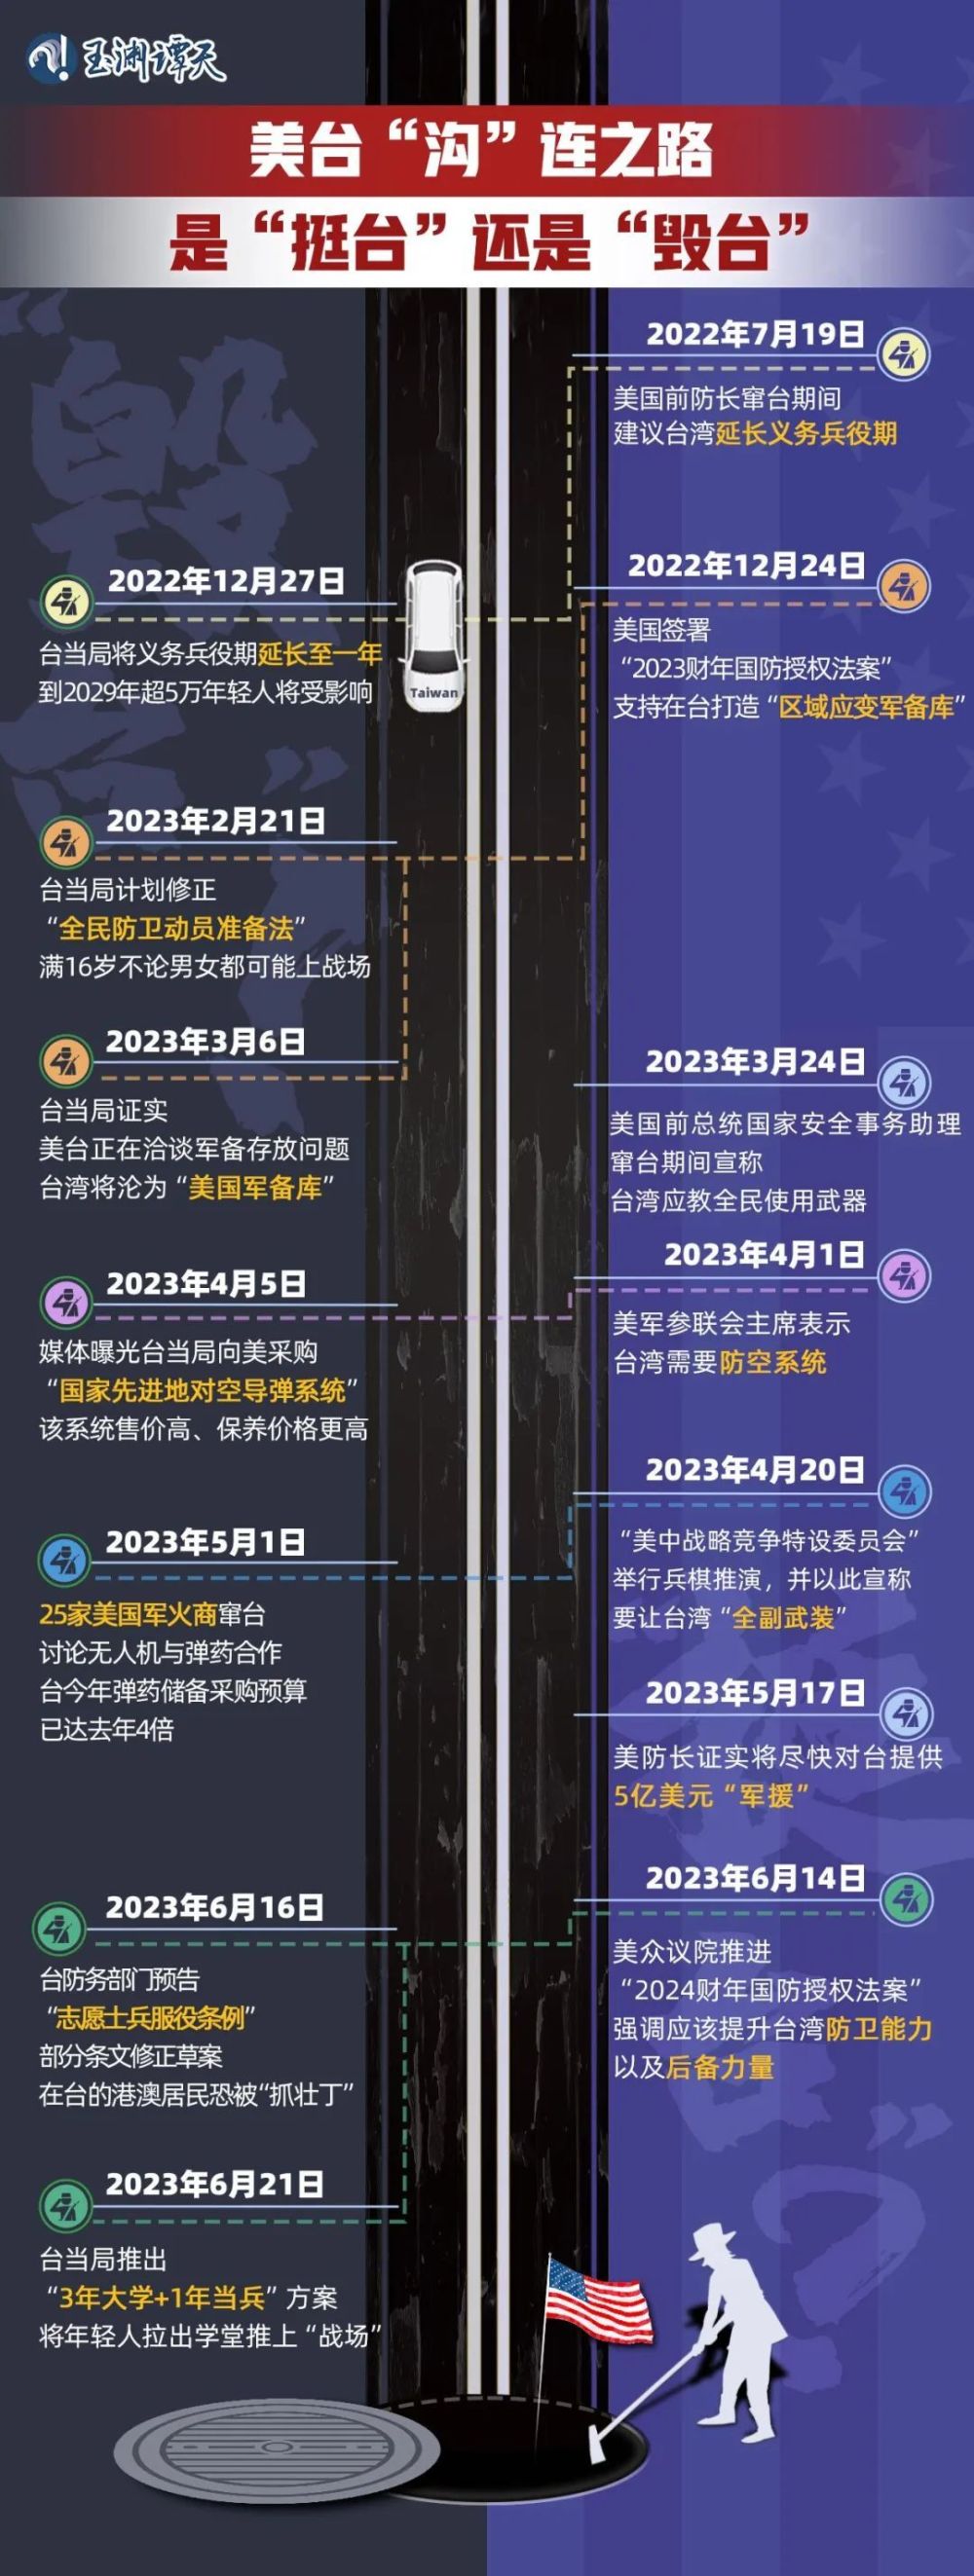 玉渊谭天
美台“沟”连之路
是“挺台”还是“毁台”
2022年7月19日
美国前防长窜台期间
建议台湾延长义务兵役期
2022年12月24日
美国签署
“2023财年国防授权法案”
支持在台打造“区域应变军备库”
2022年12月27日
台当局将义务兵役期延长至一年
到2029年超5万年轻人将受影响
Taiwan
2023年2月21日
台当局计划修正
“全民防卫动员准备法”
满16岁不论男女都可能上战场
2023年3月6日
台当局证实
美台正在洽谈军备存放问题
台湾将沦为“美国军备库”
2023年3月24日
美国前总统国家安全事务助理
窜台期间宣称
台湾应教全民使用武器
2023年4月1日
美军参联会主席表示
台湾需要防空系统
2023年4月5日
媒体曝光台当局向美采购
“国家先进地对空导弹系统”
该系统售价高、保养价格更高
2023年4月20日
“美中战略竞争特设委员会”
举行兵棋推演，并以此宣称
要让台湾“全副武装”
2023年5月1日
25家美国军火商窜台
讨论无人机与弹药合作
台今年弹药储备采购预算
已达去年4倍
2023年5月17日
美防长证实将尽快对台提供
5亿美元“军援”
2023年6月14日
美众议院推进
“2024财年国防授权法案”
强调应该提升台湾防卫能力
以及后备力量
2023年6月16日
台防务部门预告
“志愿士兵服役条例”
部分条文修正草案
在台的港澳居民恐被“抓壮丁”
2023年6月21日
台当局推出
“3年大学+1年当兵”方案
将年轻人拉出学堂推上“战场”